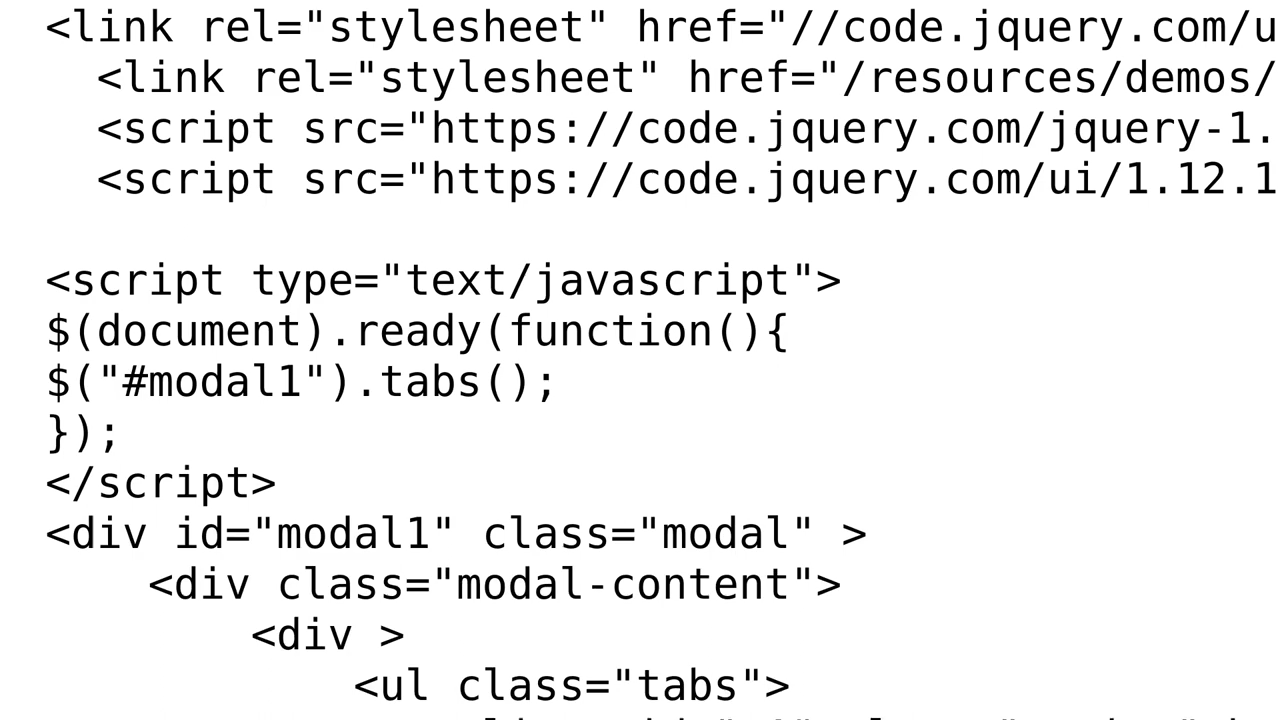 <link rel="stylesheet" href="//code.jquery.com/u
<link rel="stylesheet" href="/resources/demos/
<script src="https://code.jquery.com/jquery-1.
<script src="https://code.jquery.com/ui/1.12.1
<script type="text/javascript">
$(document).ready(function(){
$("#modal1").tabs();
});
</script>
<div id="modal1" class="modal" >
<div class="modal-content">
<div >
<ul class="tabs">